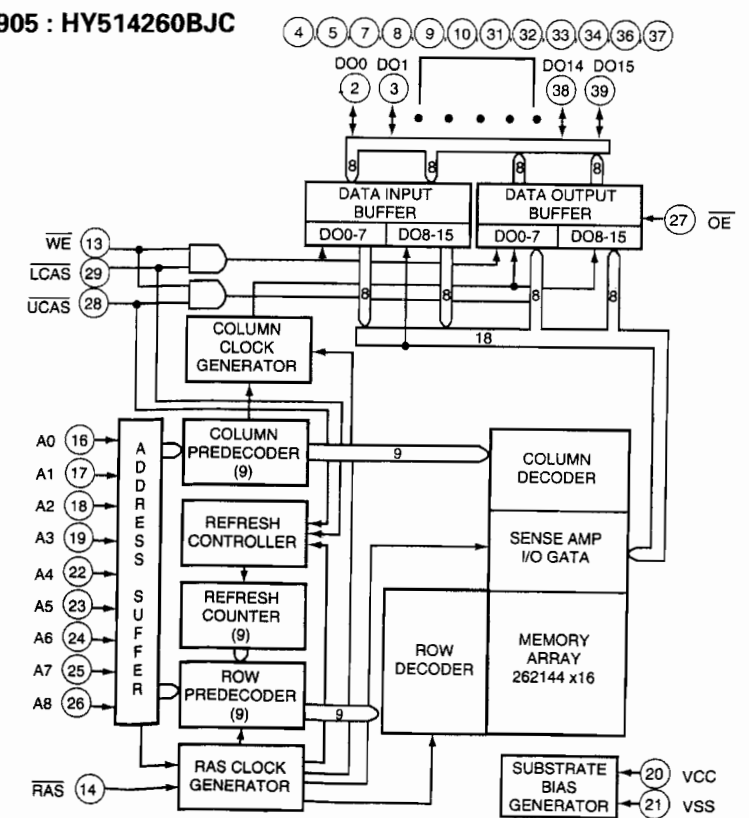 905 : HY514260BJC
4 , 5 , 7 , 8 , 9 , 10 , 31 , 32 , 33 , 34 , 36 , 37
DO0 DO1 DO14 DO15
2 3 38 39
8 8 8 8
DATA INPUT BUFFER
DO0-7 DO8-15
DATA OUTPUT BUFFER
DO0-7 DO8-15
27 OE
WE 13
LCAS 29
UCAS 28
8 8 8 8
18
COLUMN CLOCK GENERATOR
A0 16
A1 17
A2 18
A3 19
A4 22
A5 23
A6 24
A7 25
A8 26
ADDRESS SUFFER
COLUMN PREDECODER (9)
9
COLUMN DECODER
REFRESH CONTROLLER
SENSE AMP I/O GATA
REFRESH COUNTER (9)
ROW PREDECODER (9)
9
ROW DECODER
MEMORY ARRAY 262144 x16
RAS 14
RAS CLOCK GENERATOR
SUBSTRATE BIAS GENERATOR
20 VCC
21 VSS